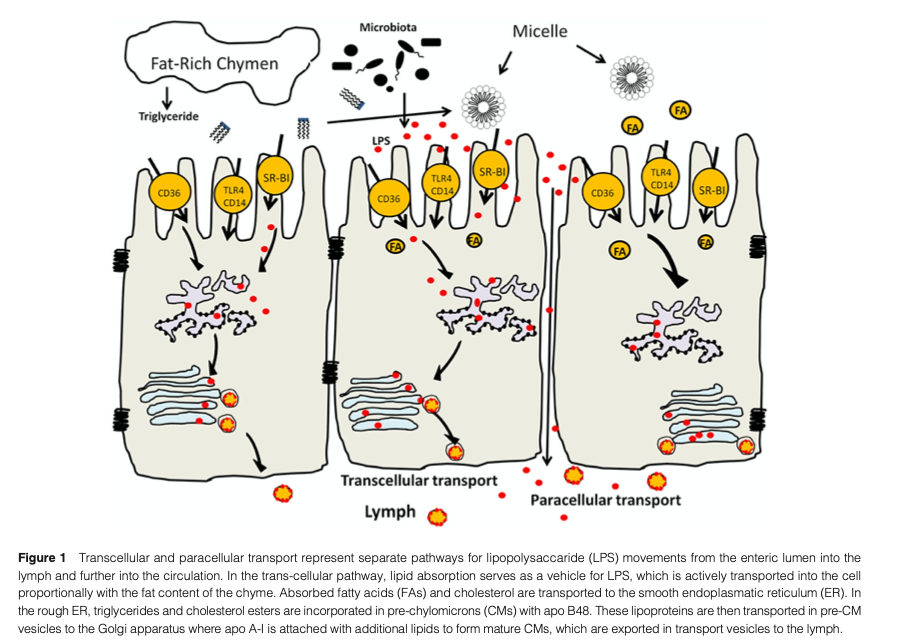 Microbiota
Micelle
Fat-Rich Chymen
Triglyceride
LPS
FA
FA
CD36
TLR4
CD14
SR-BI
CD36
TLR4
CD14
SR-BI
CD36
TLR4
CD14
SR-BI
FA
FA
FA
FA
Transcellular transport
Paracellular transport
Lymph
Figure 1 Transcellular and paracellular transport represent separate pathways for lipopolysaccaride (LPS) movements from the enteric lumen into the
lymph and further into the circulation. In the trans-cellular pathway, lipid absorption serves as a vehicle for LPS, which is actively transported into the cell
proportionally with the fat content of the chyme. Absorbed fatty acids (FAs) and cholesterol are transported to the smooth endoplasmatic reticulum (ER). In
the rough ER, triglycerides and cholesterol esters are incorporated in pre-chylomicrons (CMs) with apo B48. These lipoproteins are then transported in pre-CM
vesicles to the Golgi apparatus where apo A-I is attached with additional lipids to form mature CMs, which are exported in transport vesicles to the lymph.